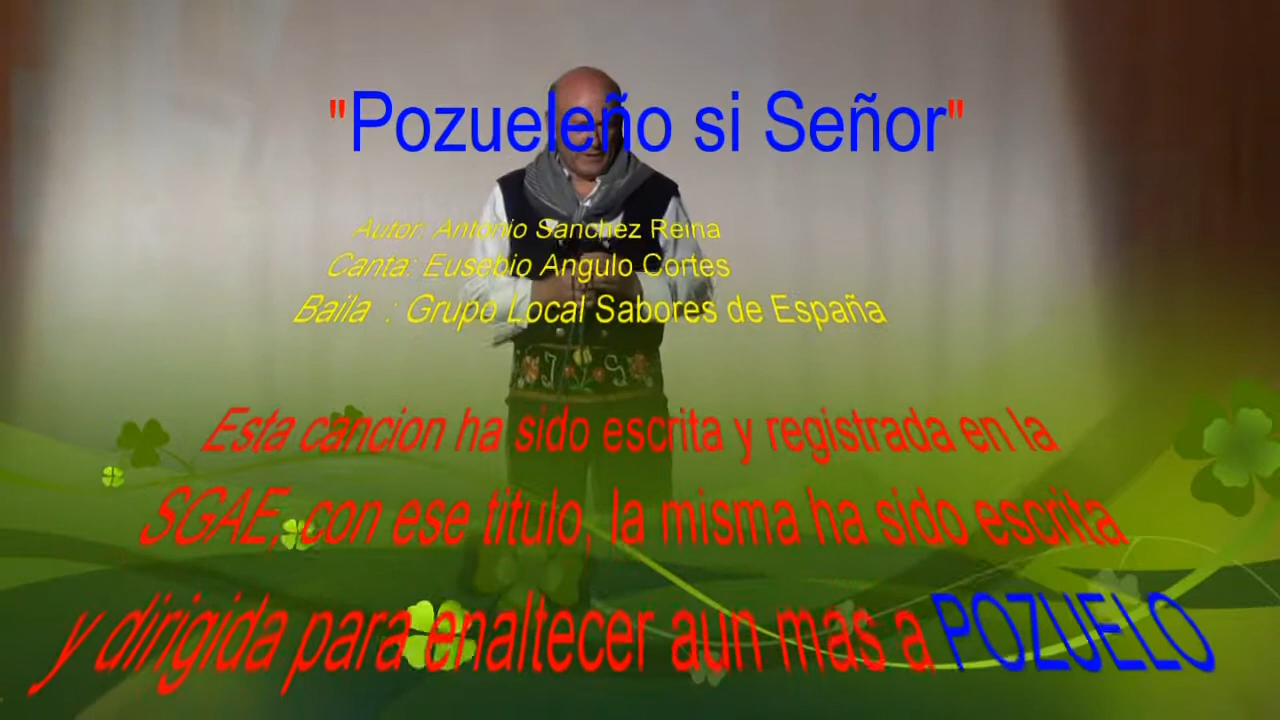 "Pozueleño si Señor"
Autor: Antonio Sanchez Reina
Canta: Eusebio Angulo Cortes
Baila : Grupo Local Sabores de España
J S
Esta cancion ha sido escrita y registrada en la
SGAE, con ese titulo, la misma ha sido escrita
y dirigida para enaltecer aun mas a POZUELO